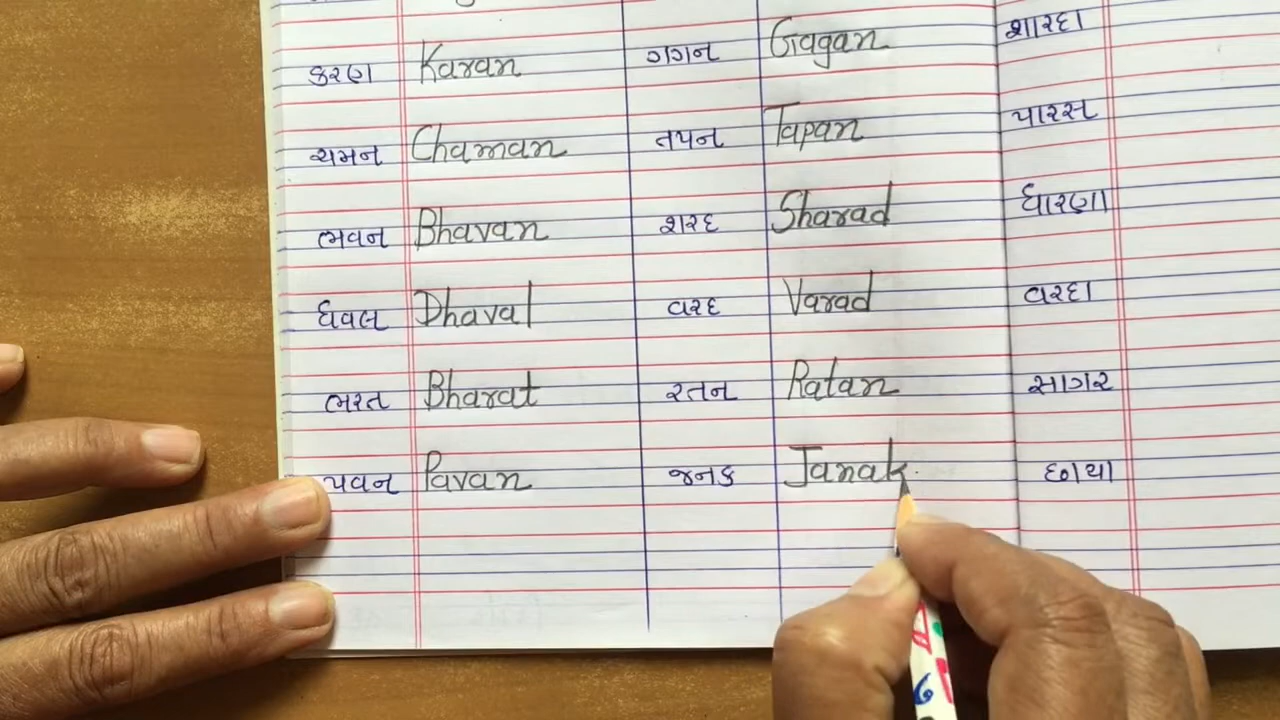 કરણ Karan ગગન Gagan શારદા
ચમન Chaman તપન Tapan પારસ
ભવન Bhavan શરદ Sharad ધારણા
ધવલ Dhaval વરદ Varad વરદા
ભરત Bharat રતન Ratan સાગર
પવન Pavan જનક Janak છાયા